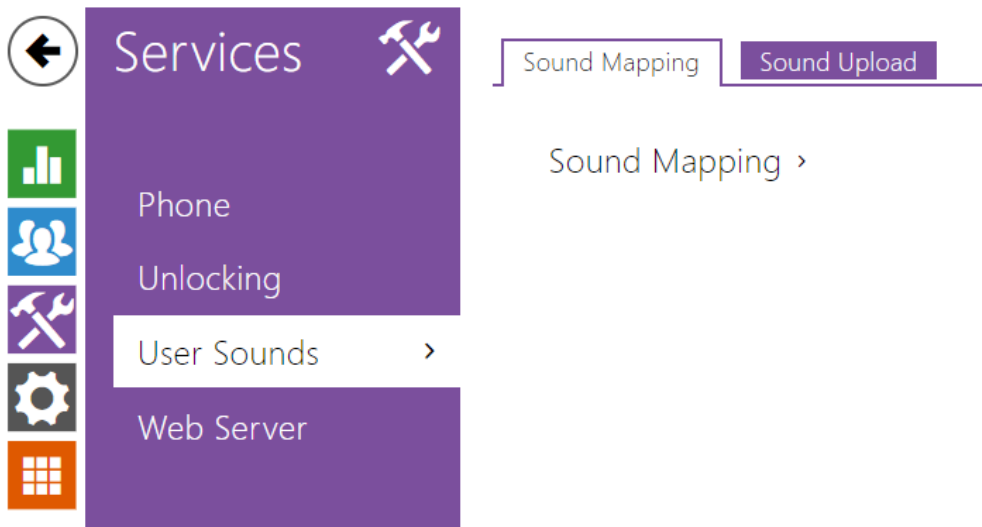 Services
Phone
Unlocking
User Sounds
Web Server
Sound Mapping
Sound Upload
Sound Mapping